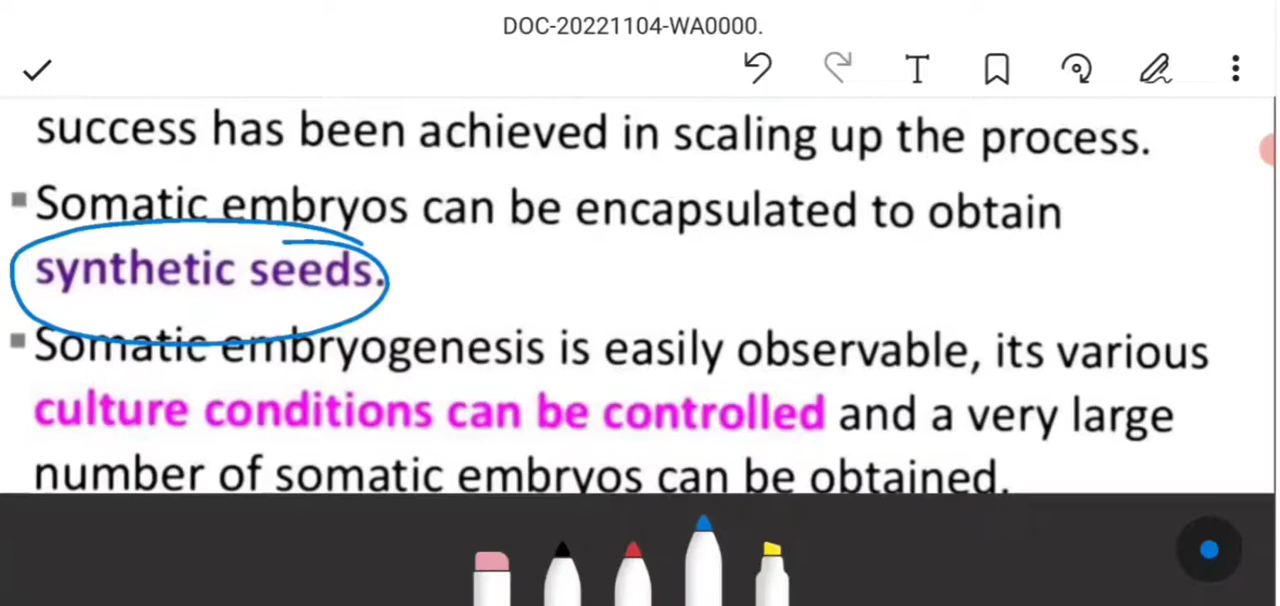 DOC-20221104-WA0000.
success has been achieved in scaling up the process.
Somatic embryos can be encapsulated to obtain
synthetic seeds.
Somatic embryogenesis is easily observable, its various
culture conditions can be controlled and a very large
number of somatic embryos can be obtained.